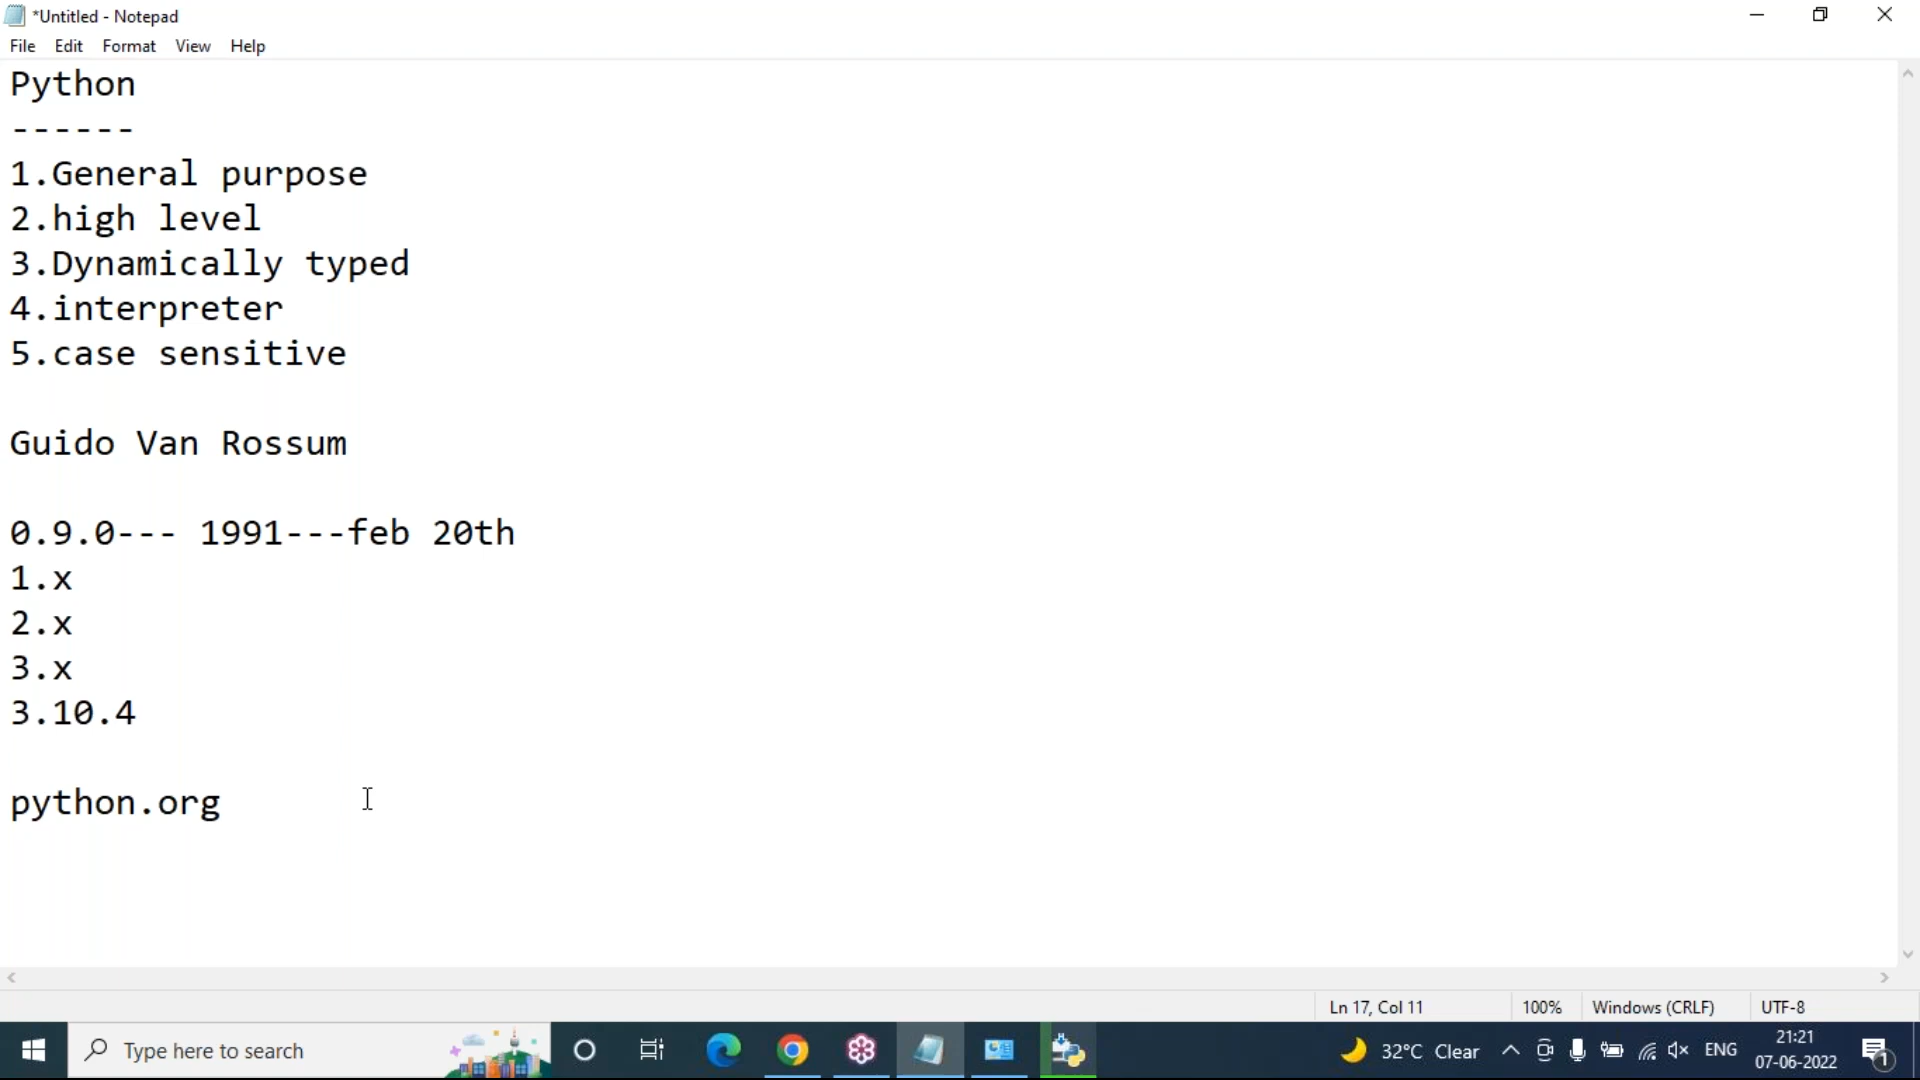 *Untitled - Notepad
File Edit Format View Help
Python
------
1.General purpose
2.high level
3.Dynamically typed
4.interpreter
5.case sensitive
Guido Van Rossum
0.9.0--- 1991---feb 20th
1.x
2.x
3.x
3.10.4
python.org
Ln 17, Col 11 100% Windows (CRLF) UTF-8
Type here to search 32°C Clear ENG 21:21
07-06-2022 1